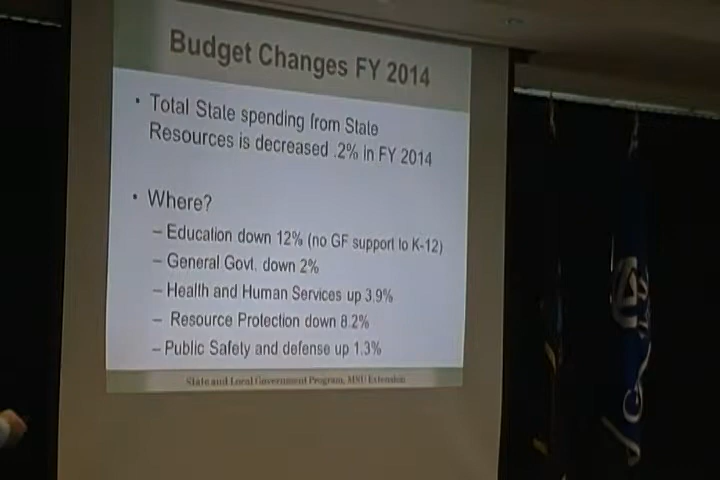 Budget Changes FY 2014
• Total State spending from State
Resources is decreased .2% in FY 2014
• Where?
– Education down 12% (no GF support to K-12)
– General Govt. down 2%
– Health and Human Services up 3.9%
– Resource Protection down 8.2%
– Public Safety and defense up 1.3%
State and Local Government Program, MSU Extension